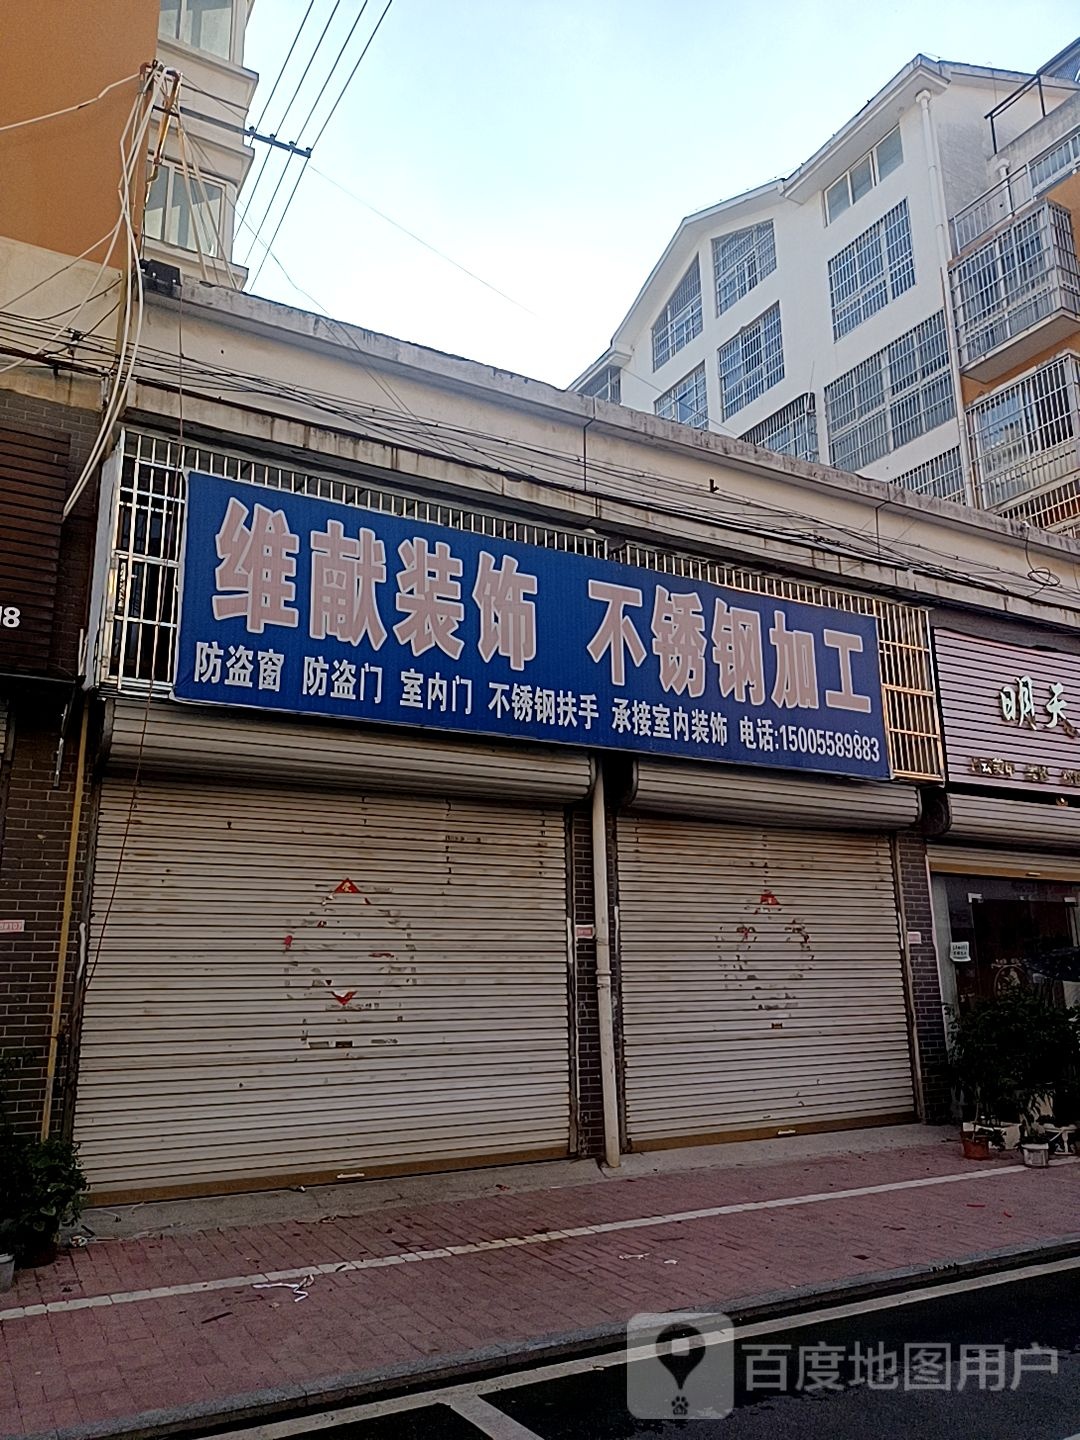 维献装饰 不锈钢加工
防盗窗 防盗门 室内门 不锈钢扶手 承接室内装饰 电话:15005589883
明天
百度地图用户